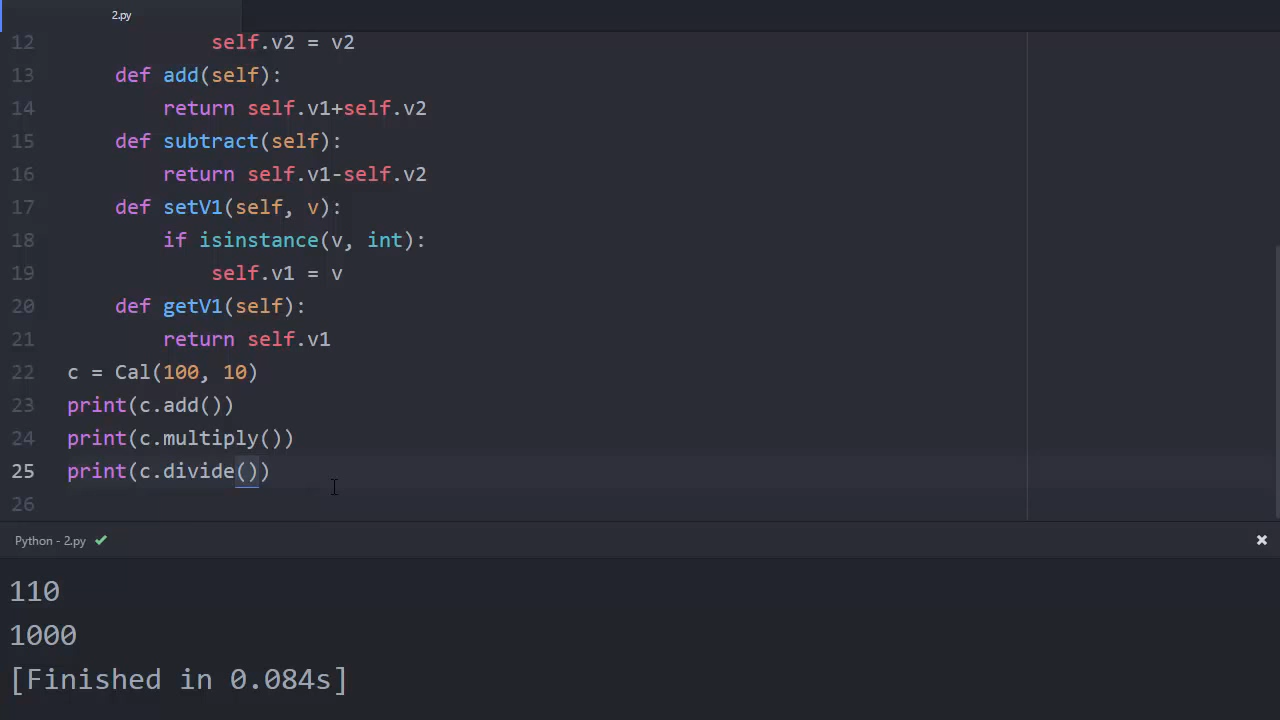 2.py
12 self.v2 = v2
13 def add(self):
14 return self.v1+self.v2
15 def subtract(self):
16 return self.v1-self.v2
17 def setV1(self, v):
18 if isinstance(v, int):
19 self.v1 = v
20 def getV1(self):
21 return self.v1
22 c = Cal(100, 10)
23 print(c.add())
24 print(c.multiply())
25 print(c.divide())
26
Python - 2.py
110
1000
[Finished in 0.084s]